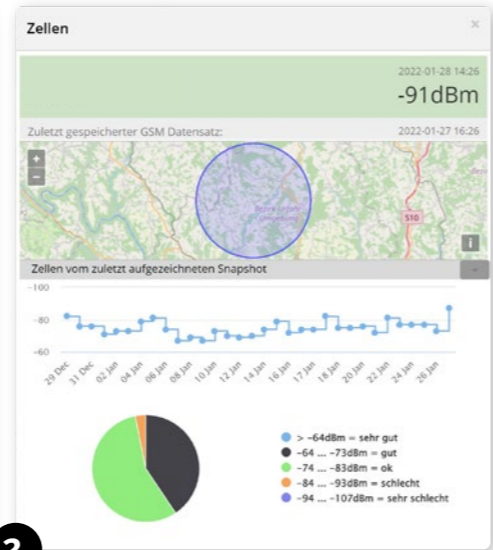 Zellen ×
2022-01-28 14:26
-91dBm
Zuletzt gespeicherter GSM Datensatz: 2022-01-27 16:26
+
−
510
i
Zellen vom zuletzt aufgezeichneten Snapshot
-100
-80
-60
29 Dec 31 Dec 02 Jan 04 Jan 06 Jan 08 Jan 10 Jan 12 Jan 14 Jan 16 Jan 17 Jan 18 Jan 20 Jan 22 Jan 24 Jan 26 Jan
> -64dBm = sehr gut
-64 ... -73dBm = gut
-74 ... -83dBm = ok
-84 ... -93dBm = schlecht
-94 ... -107dBm = sehr schlecht